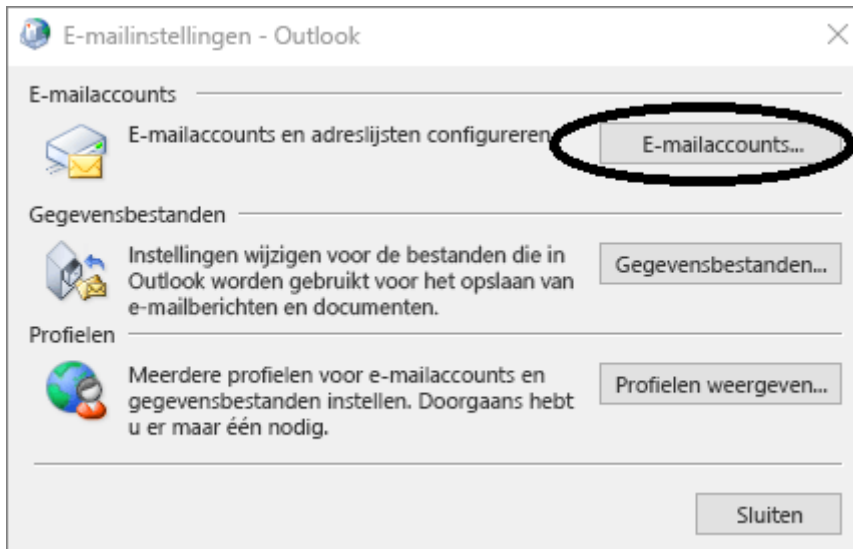 E-mailinstellingen - Outlook
E-mailaccounts
E-mailaccounts en adreslijsten configureren.
E-mailaccounts...
Gegevensbestanden
Instellingen wijzigen voor de bestanden die in
Outlook worden gebruikt voor het opslaan van
e-mailberichten en documenten.
Gegevensbestanden...
Profielen
Meerdere profielen voor e-mailaccounts en
gegevensbestanden instellen. Doorgaans hebt
u er maar één nodig.
Profielen weergeven...
Sluiten